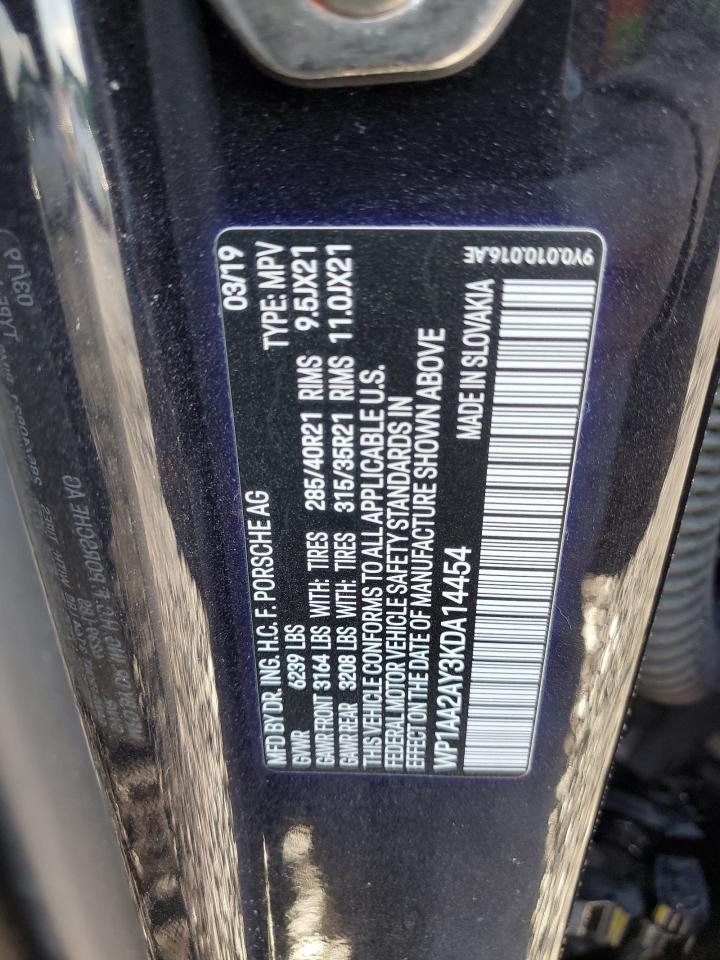 MFD BY DR. ING. H.C. F. PORSCHE AG 03/19
GVWR 6239 LBS TYPE: MPV
GAWR FRONT 3164 LBS WITH: TIRES 285/40R21 RIMS 9.5JX21
GAWR REAR 3208 LBS WITH: TIRES 315/35R21 RIMS 11.0JX21
THIS VEHICLE CONFORMS TO ALL APPLICABLE U.S.
FEDERAL MOTOR VEHICLE SAFETY STANDARDS IN
EFFECT ON THE DATE OF MANUFACTURE SHOWN ABOVE
WP1AA2AY3KDA14454 MADE IN SLOVAKIA
9Y0.010.016.AE